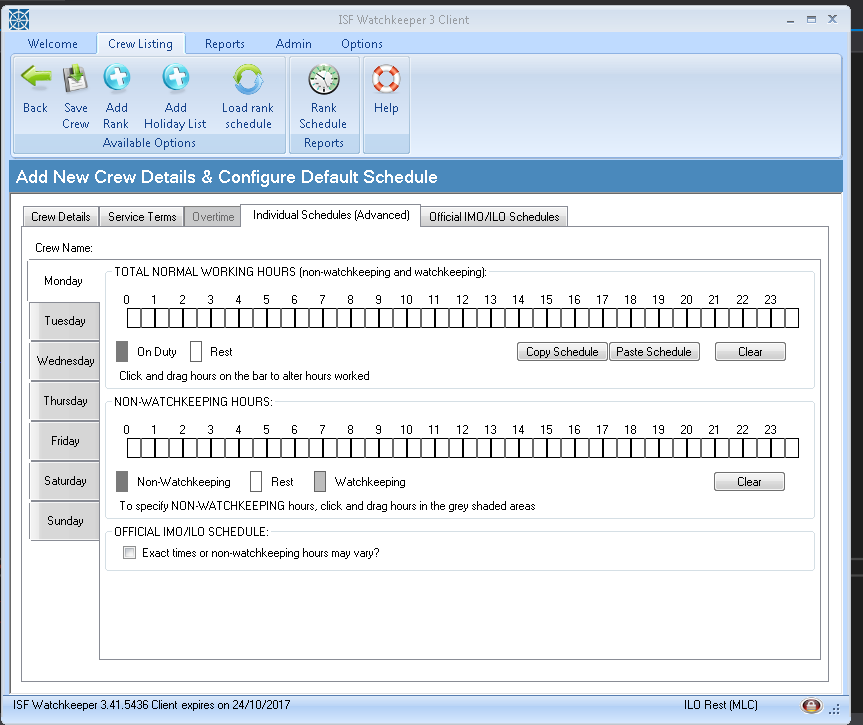 ISF Watchkeeper 3 Client
Welcome Crew Listing Reports Admin Options
Back Save Crew Add Rank Add Holiday List Load rank schedule Rank Schedule Help
Available Options Reports
Add New Crew Details & Configure Default Schedule
Crew Details Service Terms Overtime Individual Schedules (Advanced) Official IMO/ILO Schedules
Crew Name:
Monday
Tuesday
Wednesday
Thursday
Friday
Saturday
Sunday
TOTAL NORMAL WORKING HOURS (non-watchkeeping and watchkeeping):
0 1 2 3 4 5 6 7 8 9 10 11 12 13 14 15 16 17 18 19 20 21 22 23
On Duty Rest Copy Schedule Paste Schedule Clear
Click and drag hours on the bar to alter hours worked
NON-WATCHKEEPING HOURS:
0 1 2 3 4 5 6 7 8 9 10 11 12 13 14 15 16 17 18 19 20 21 22 23
Non-Watchkeeping Rest Watchkeeping Clear
To specify NON-WATCHKEEPING hours, click and drag hours in the grey shaded areas
OFFICIAL IMO/ILO SCHEDULE:
Exact times or non-watchkeeping hours may vary?
ISF Watchkeeper 3.41.5436 Client expires on 24/10/2017 ILO Rest (MLC)